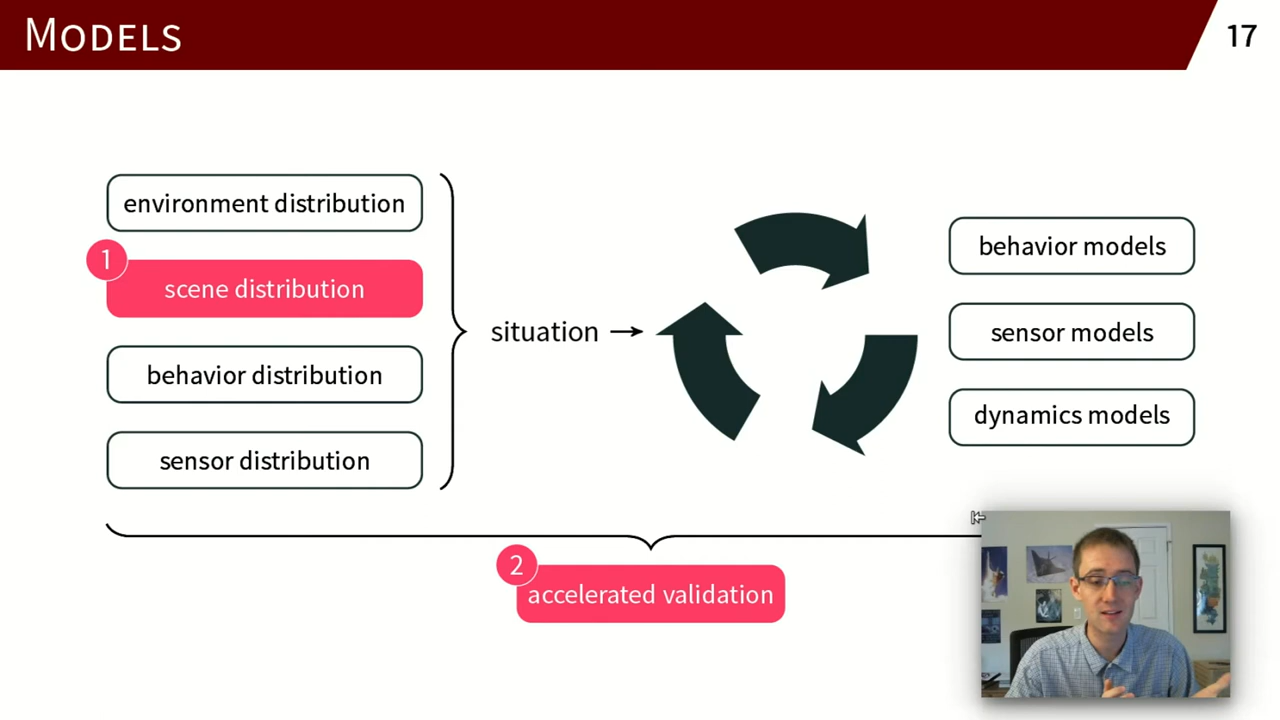 MODELS
17
environment distribution
1
scene distribution
behavior distribution
sensor distribution
situation →
behavior models
sensor models
dynamics models
2
accelerated validation